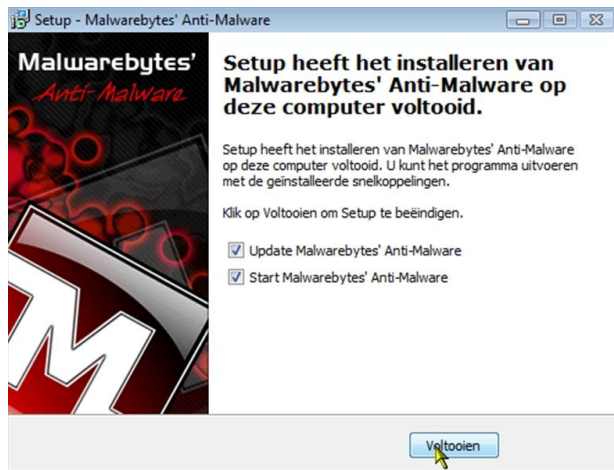 Setup - Malwarebytes' Anti-Malware
Malwarebytes'
Anti-Malware
Setup heeft het installeren van
Malwarebytes' Anti-Malware op
deze computer voltooid.
Setup heeft het installeren van Malwarebytes' Anti-Malware
op deze computer voltooid. U kunt het programma uitvoeren
met de geïnstalleerde snelkoppelingen.
Klik op Voltooien om Setup te beëindigen.
Update Malwarebytes' Anti-Malware
Start Malwarebytes' Anti-Malware
Voltooien